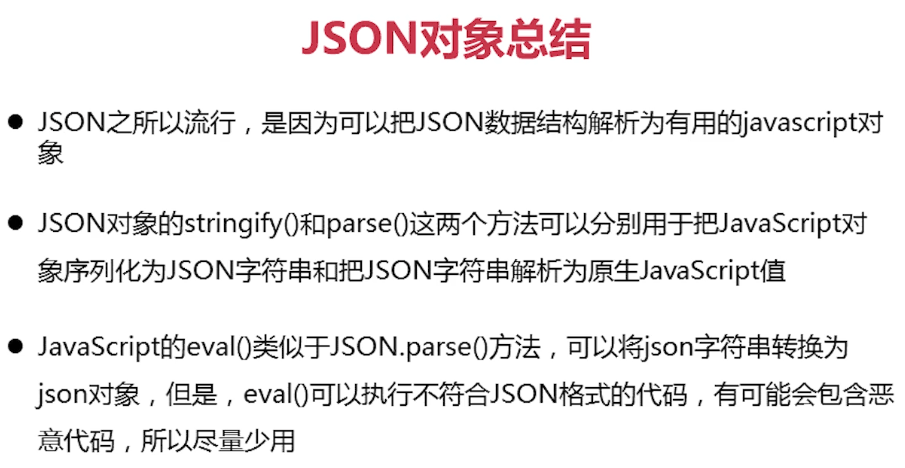 JSON对象总结
● JSON之所以流行，是因为可以把JSON数据结构解析为有用的javascript对
象
● JSON对象的stringify()和parse()这两个方法可以分别用于把JavaScript对
象序列化为JSON字符串和把JSON字符串解析为原生JavaScript值
● JavaScript的eval()类似于JSON.parse()方法，可以将json字符串转换为
json对象，但是，eval()可以执行不符合JSON格式的代码，有可能会包含恶
意代码，所以尽量少用